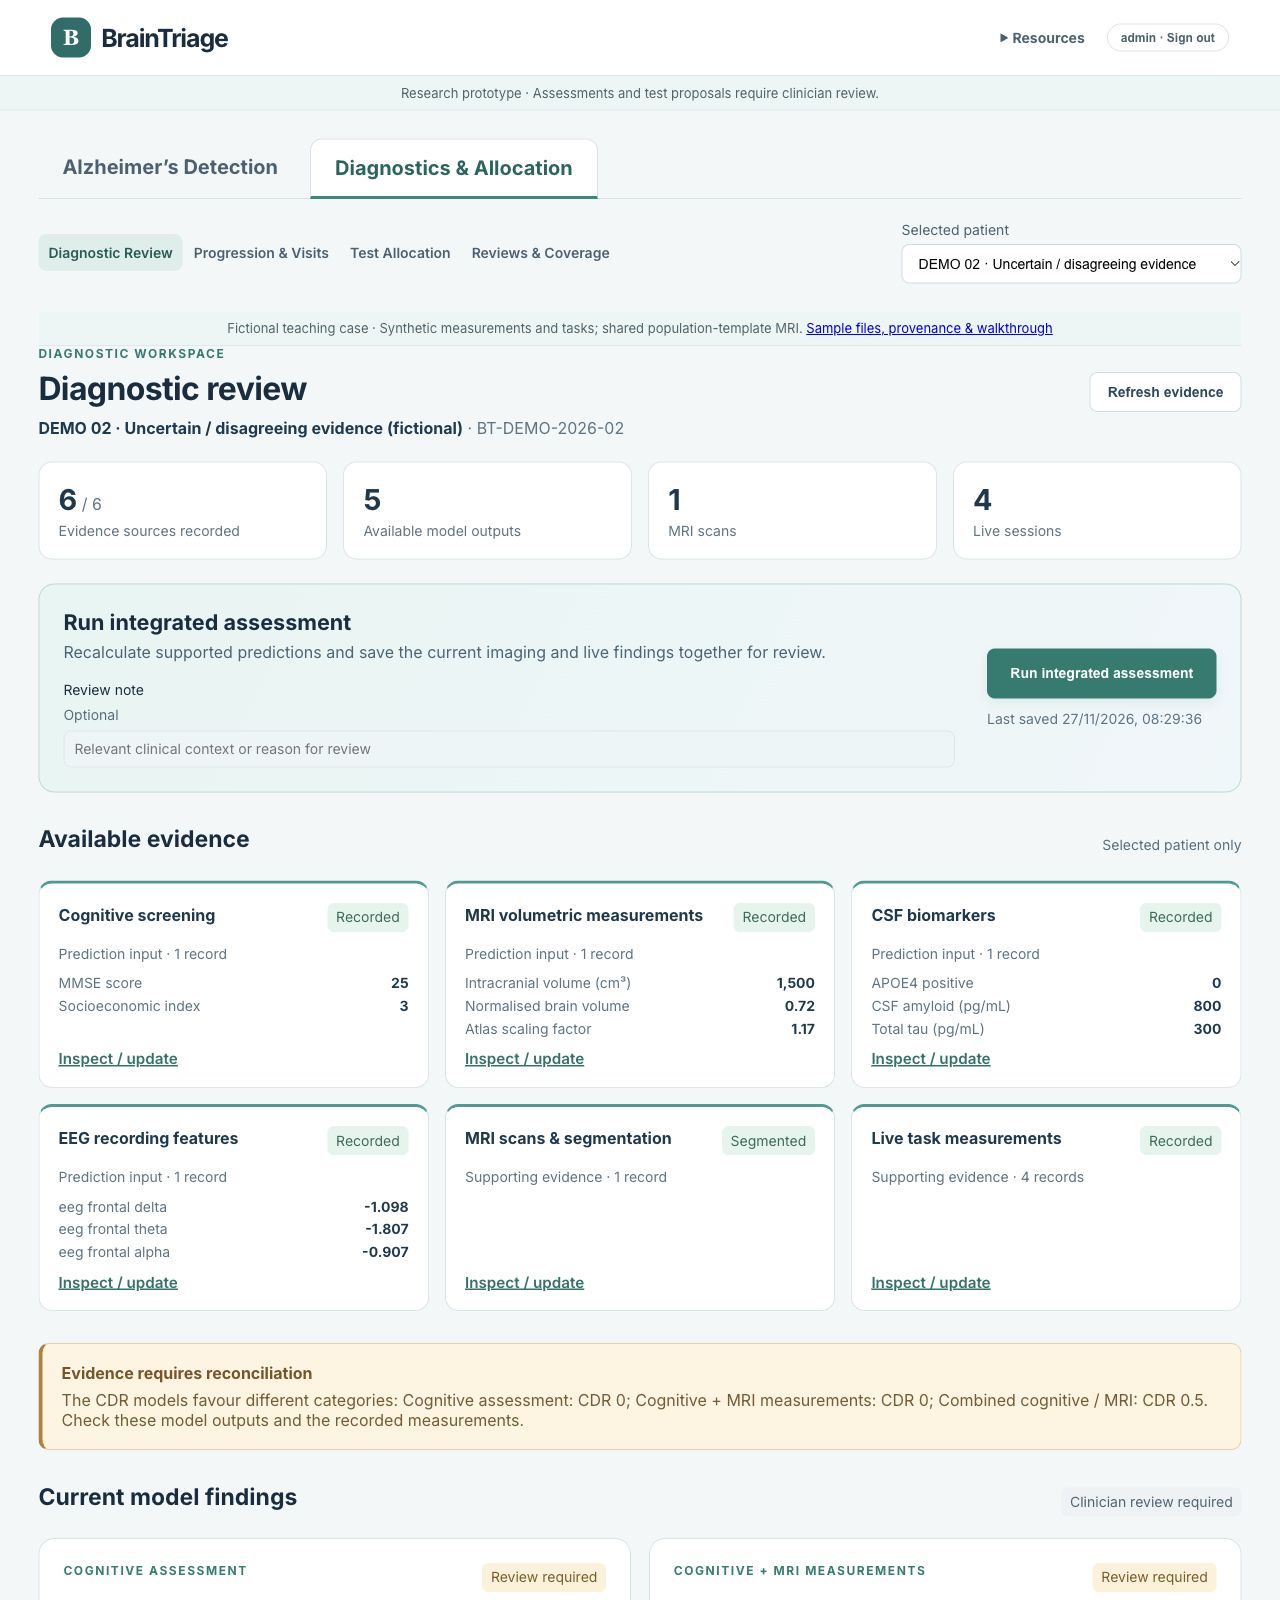 B BrainTriage
Resources
admin · Sign out
Research prototype · Assessments and test proposals require clinician review.
Alzheimer’s Detection
Diagnostics & Allocation
Diagnostic Review
Progression & Visits
Test Allocation
Reviews & Coverage
Selected patient
DEMO 02 · Uncertain / disagreeing evidence
Fictional teaching case · Synthetic measurements and tasks; shared population-template MRI. Sample files, provenance & walkthrough
DIAGNOSTIC WORKSPACE
Diagnostic review
Refresh evidence
DEMO 02 · Uncertain / disagreeing evidence (fictional) · BT-DEMO-2026-02
6 / 6
Evidence sources recorded
5
Available model outputs
1
MRI scans
4
Live sessions
Run integrated assessment
Recalculate supported predictions and save the current imaging and live findings together for review.
Review note
Optional
Relevant clinical context or reason for review
Run integrated assessment
Last saved 27/11/2026, 08:29:36
Available evidence
Selected patient only
Cognitive screening
Recorded
Prediction input · 1 record
MMSE score 25
Socioeconomic index 3
Inspect / update
MRI volumetric measurements
Recorded
Prediction input · 1 record
Intracranial volume (cm³) 1,500
Normalised brain volume 0.72
Atlas scaling factor 1.17
Inspect / update
CSF biomarkers
Recorded
Prediction input · 1 record
APOE4 positive 0
CSF amyloid (pg/mL) 800
Total tau (pg/mL) 300
Inspect / update
EEG recording features
Recorded
Prediction input · 1 record
eeg frontal delta -1.098
eeg frontal theta -1.807
eeg frontal alpha -0.907
Inspect / update
MRI scans & segmentation
Segmented
Supporting evidence · 1 record
Inspect / update
Live task measurements
Recorded
Supporting evidence · 4 records
Inspect / update
Evidence requires reconciliation
The CDR models favour different categories: Cognitive assessment: CDR 0; Cognitive + MRI measurements: CDR 0; Combined cognitive / MRI: CDR 0.5.
Check these model outputs and the recorded measurements.
Current model findings
Clinician review required
COGNITIVE ASSESSMENT
Review required
COGNITIVE + MRI MEASUREMENTS
Review required